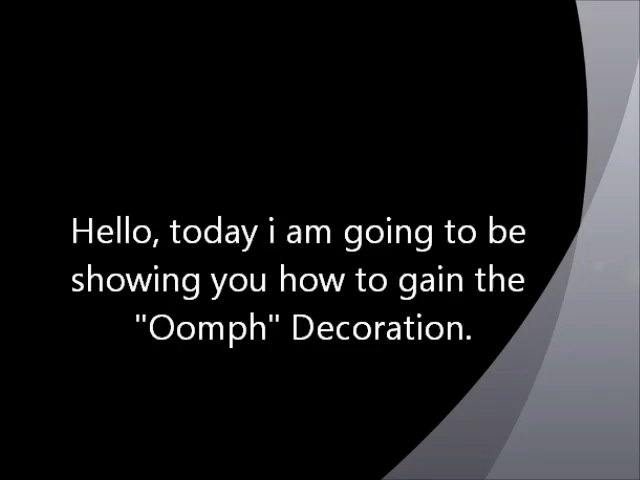 Hello, today i am going to be
showing you how to gain the
"Oomph" Decoration.